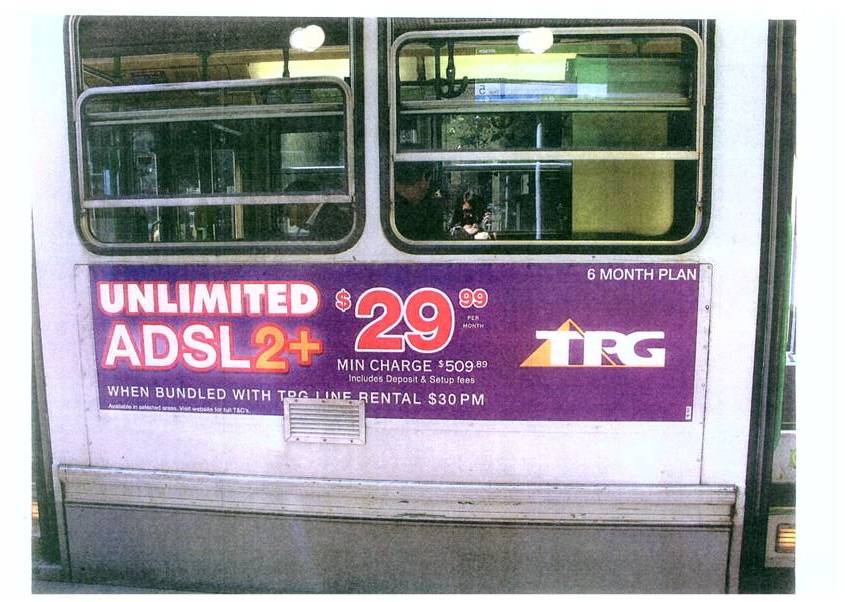 6 MONTH PLAN
UNLIMITED
ADSL2+
$29.99
PER
MONTH
MIN CHARGE $509.89
Includes Deposit & Setup fees
TPG
WHEN BUNDLED WITH TPG LINE RENTAL $30PM
Available in selected areas. Visit website for full T&C's.